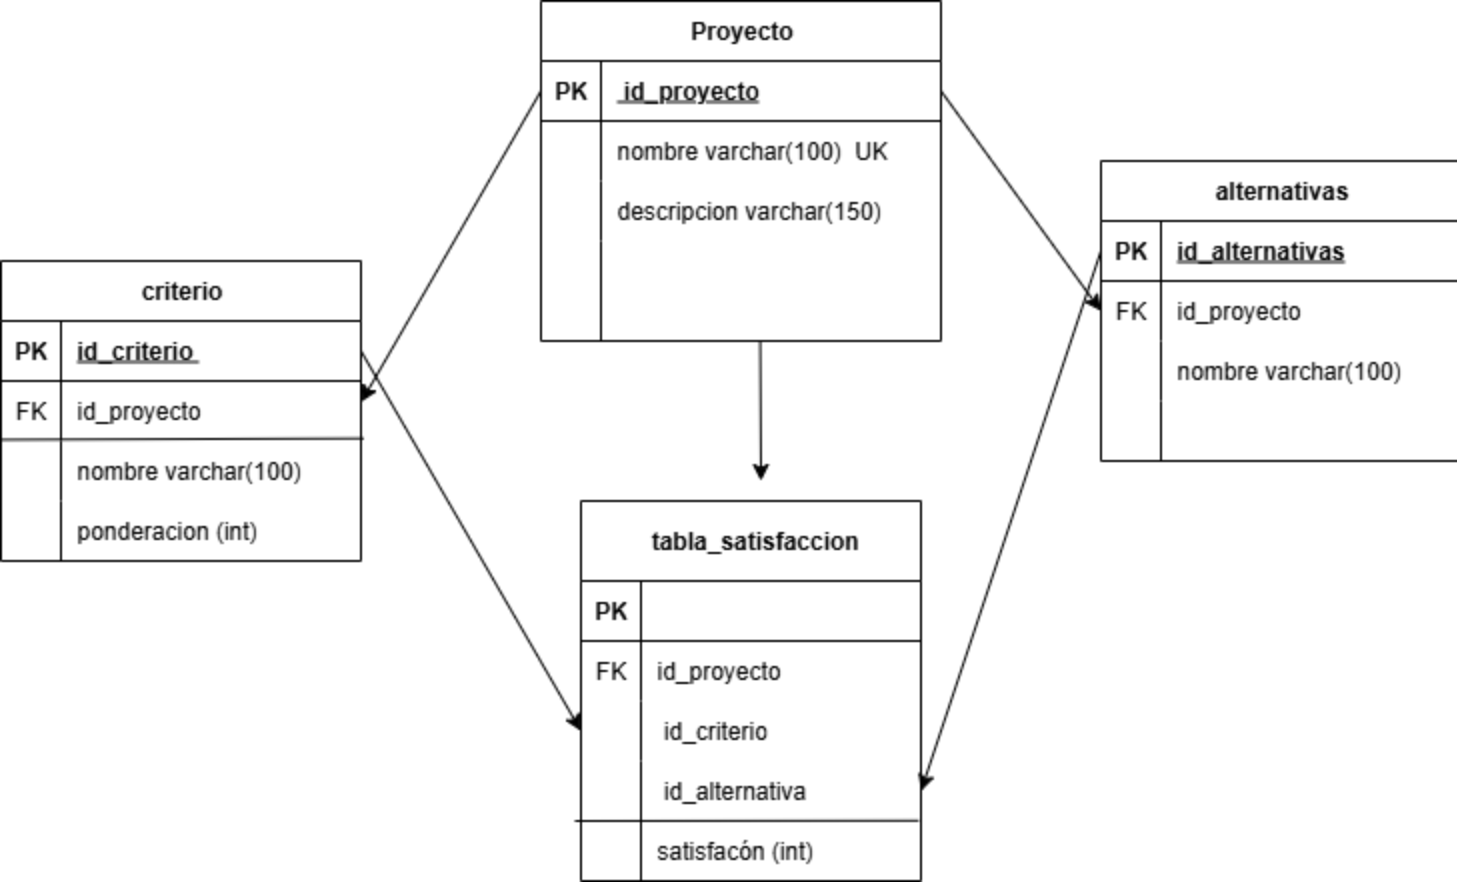 Proyecto
PK id_proyecto
nombre varchar(100) UK
descripcion varchar(150)
alternativas
PK id_alternativas
FK id_proyecto
nombre varchar(100)
criterio
PK id_criterio
FK id_proyecto
nombre varchar(100)
ponderacion (int)
tabla_satisfaccion
PK
FK id_proyecto
id_criterio
id_alternativa
satisfacón (int)